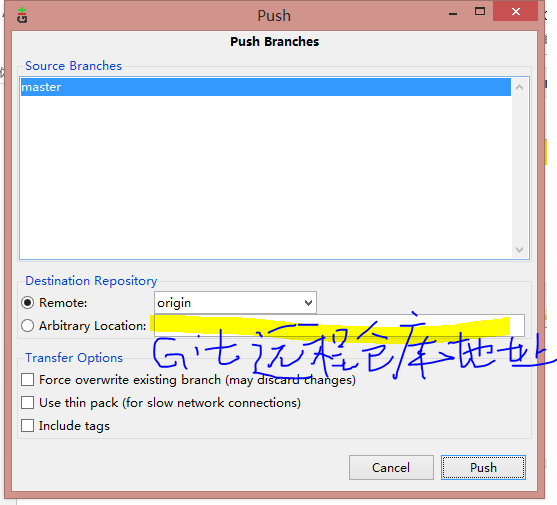 Push
Push Branches
Source Branches
master
Destination Repository
Remote: origin
Arbitrary Location:
Git远程仓库地址
Transfer Options
Force overwrite existing branch (may discard changes)
Use thin pack (for slow network connections)
Include tags
Cancel Push